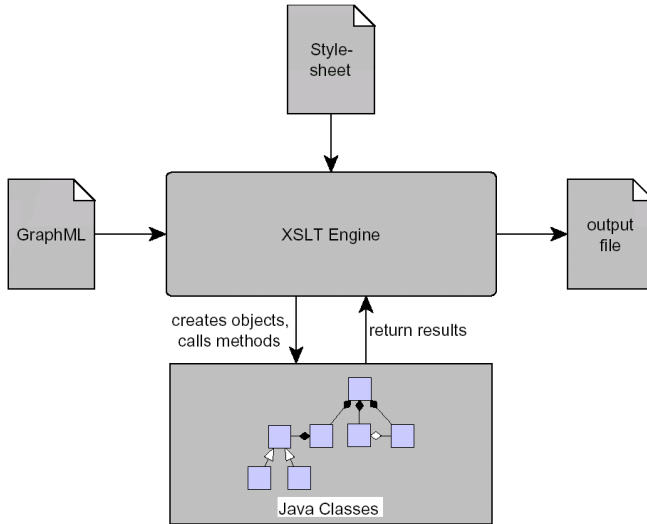 Style-
sheet
GraphML
XSLT Engine
output
file
creates objects,
calls methods
return results
Java Classes